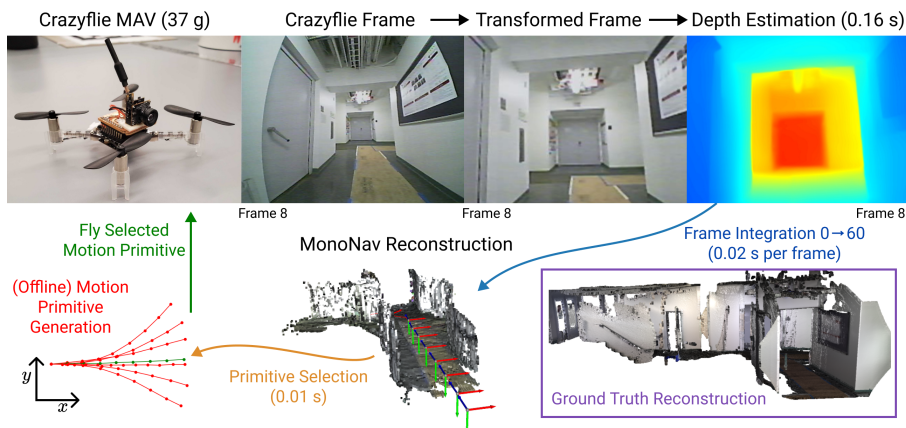 Crazyflie MAV (37 g)
Crazyflie Frame
Transformed Frame
Depth Estimation (0.16 s)
Frame 8
Frame 8
Frame 8
Fly Selected
Motion Primitive
MonoNav Reconstruction
Frame Integration 0→60
(0.02 s per frame)
(Offline) Motion
Primitive
Generation
y
x
Primitive Selection
(0.01 s)
Ground Truth Reconstruction